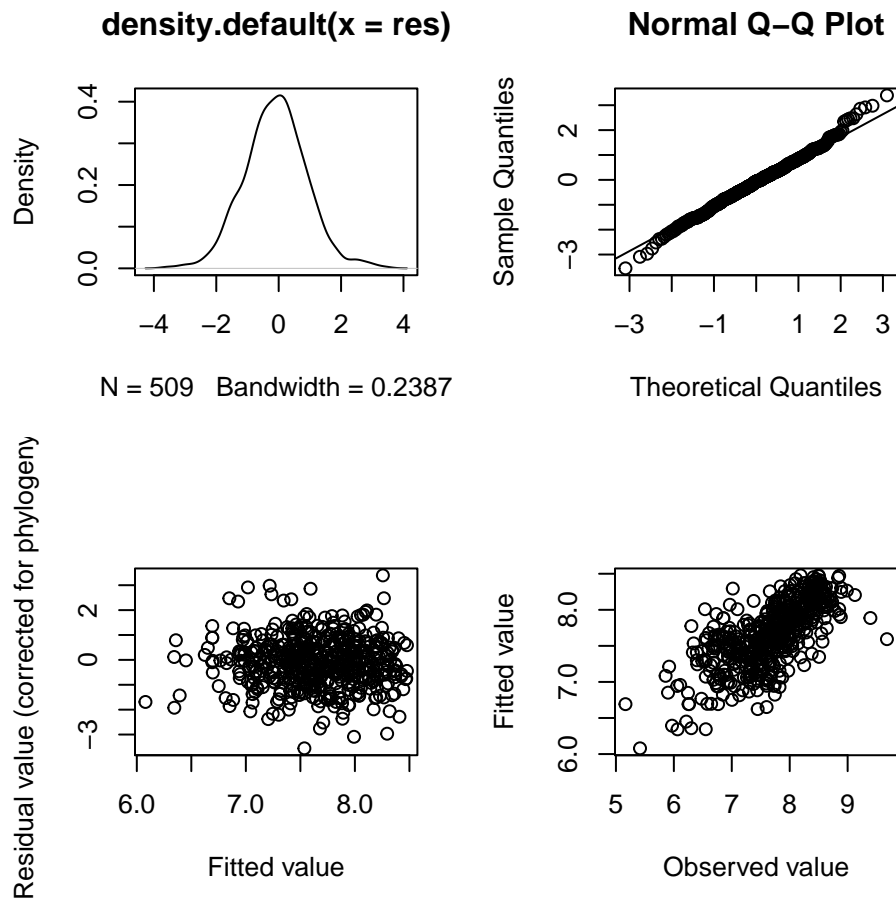 density.default(x = res)
Density
0.0 0.2 0.4
−4 −2 0 2 4
N = 509 Bandwidth = 0.2387
Normal Q−Q Plot
Sample Quantiles
−3 0 2
−3 −1 1 2 3
Theoretical Quantiles
Residual value (corrected for phylogeny
−3 0 2
6.0 7.0 8.0
Fitted value
Fitted value
6.0 7.0 8.0
5 6 7 8 9
Observed value